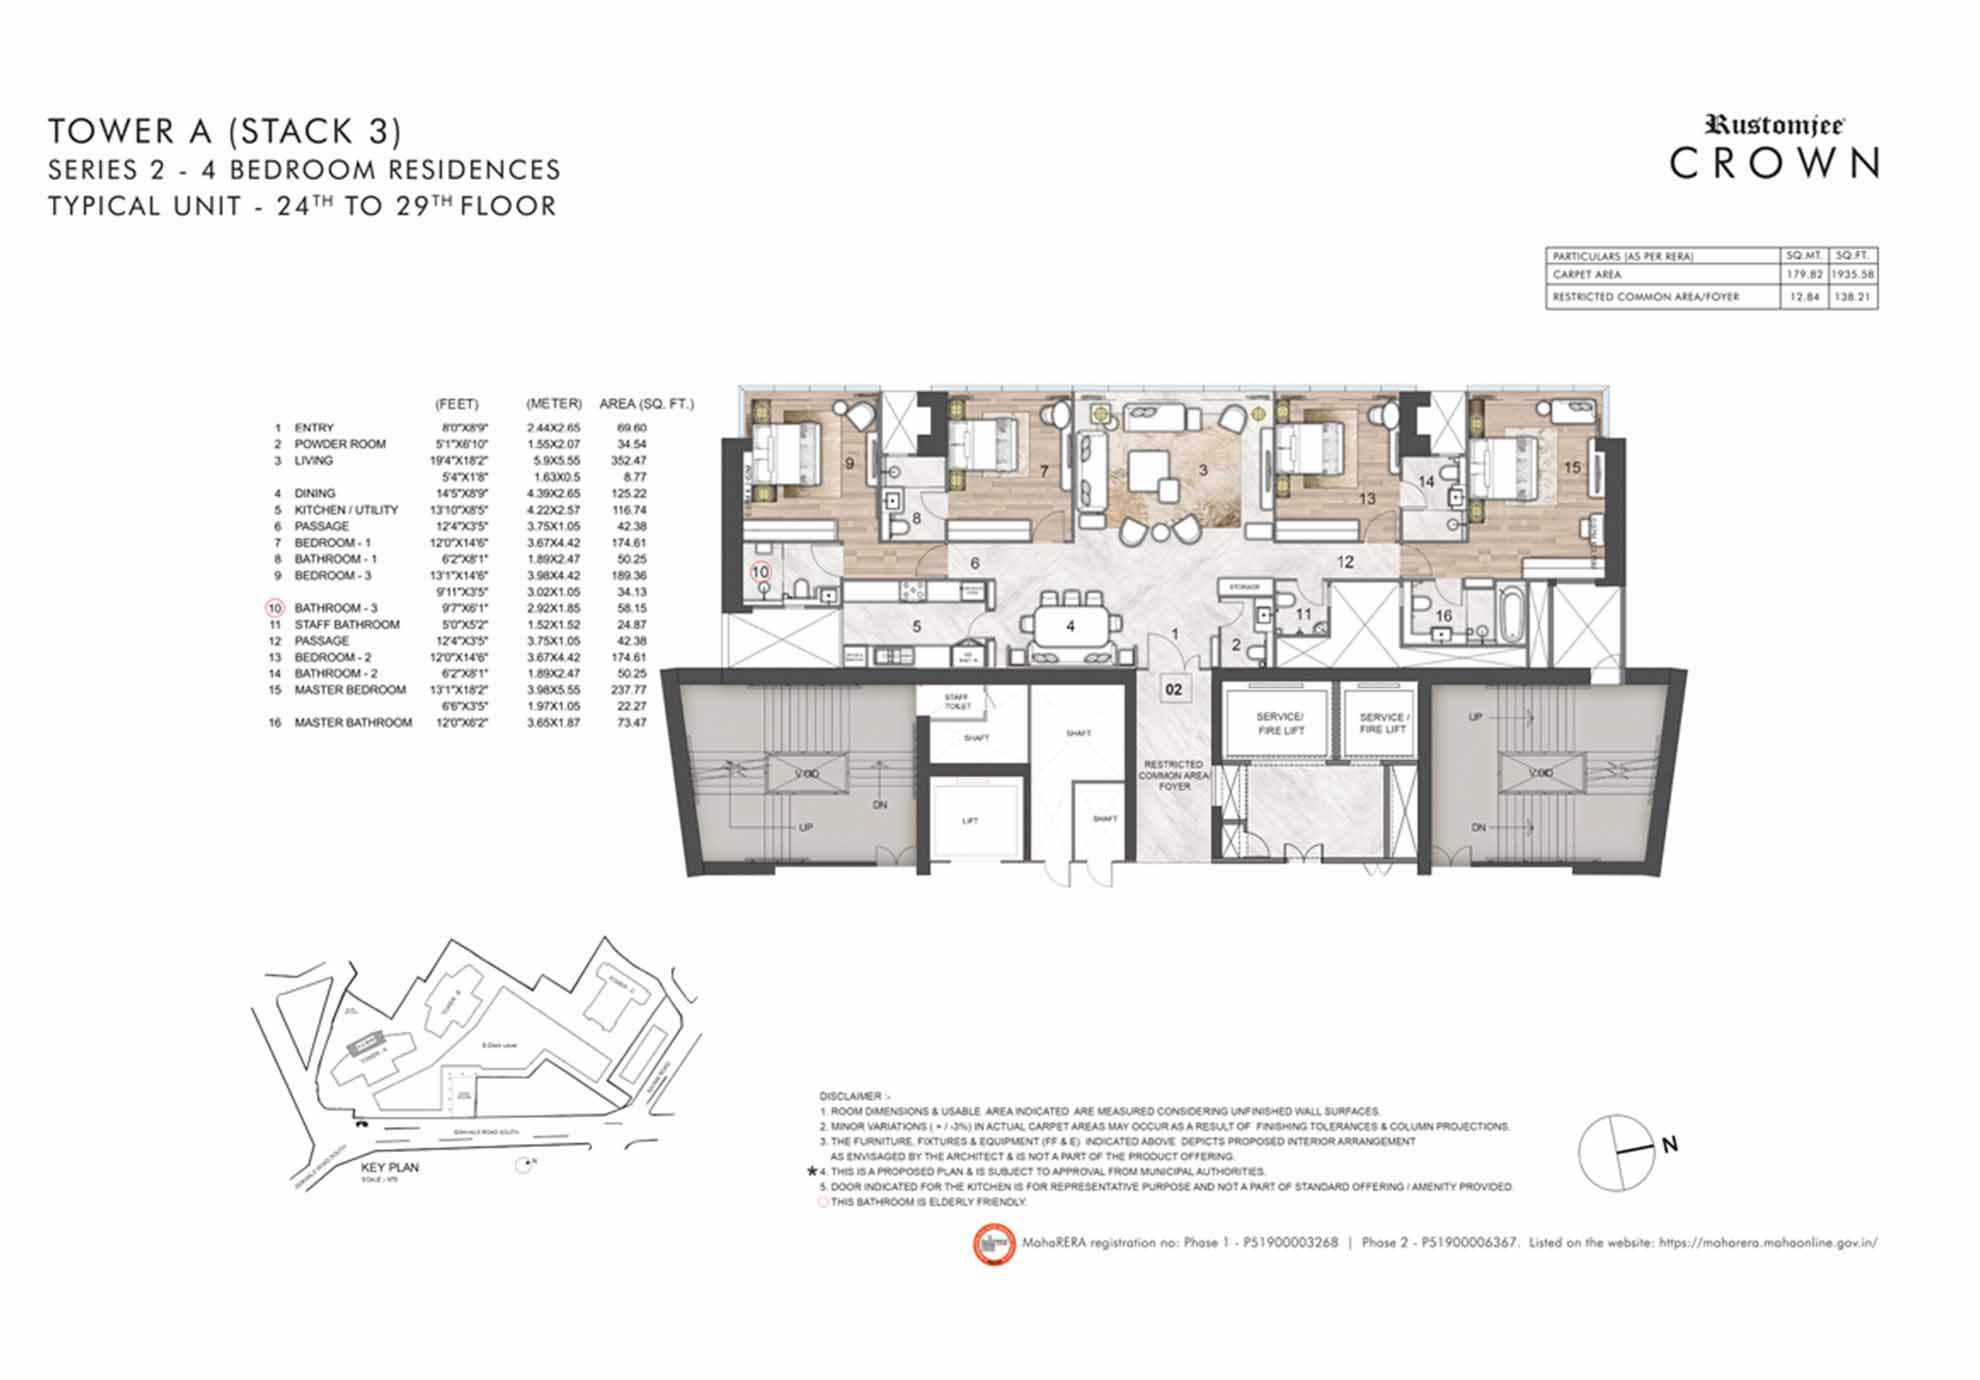 TOWER A (STACK 3)
SERIES 2 - 4 BEDROOM RESIDENCES
TYPICAL UNIT - 24TH TO 29TH FLOOR
Rustomjee
CROWN
PARTICULARS (AS PER RERA) SQ.MT. SQ.FT.
CARPET AREA 179.82 1935.58
RESTRICTED COMMON AREA/FOYER 12.84 138.21
(FEET) (METER) AREA (SQ. FT.)
1 ENTRY 8'0"X8'9" 2.44X2.65 69.60
2 POWDER ROOM 5'1"X6'10" 1.55X2.07 34.54
3 LIVING 19'4"X18'2" 5.9X5.55 352.47
5'4"X1'8" 1.63X0.5 8.77
4 DINING 14'5"X8'9" 4.39X2.65 125.22
5 KITCHEN / UTILITY 13'10"X8'5" 4.22X2.57 116.74
6 PASSAGE 12'4"X3'5" 3.75X1.05 42.38
7 BEDROOM - 1 12'0"X14'6" 3.67X4.42 174.61
8 BATHROOM - 1 6'2"X8'1" 1.89X2.47 50.25
9 BEDROOM - 3 13'1"X14'6" 3.98X4.42 189.36
9'11"X3'5" 3.02X1.05 34.13
10 BATHROOM - 3 9'7"X6'1" 2.92X1.85 58.15
11 STAFF BATHROOM 5'0"X5'2" 1.52X1.52 24.87
12 PASSAGE 12'4"X3'5" 3.75X1.05 42.38
13 BEDROOM - 2 12'0"X14'6" 3.67X4.42 174.61
14 BATHROOM - 2 6'2"X8'1" 1.89X2.47 50.25
15 MASTER BEDROOM 13'1"X18'2" 3.98X5.55 237.77
6'6"X3'5" 1.97X1.05 22.27
16 MASTER BATHROOM 12'0"X6'2" 3.65X1.87 73.47
9
8
7
3
13
14
15
10
6
12
STORAGE
5
4
1
2
11
16
02
STAFF
TOILET
SHAFT
SHAFT
SHAFT
LIFT
VOID
DN
UP
RESTRICTED
COMMON AREA/
FOYER
SERVICE/
FIRE LIFT
SERVICE /
FIRE LIFT
UP
VOID
DN
TOWER - B
TOWER - C
TOWER - A
E-Deck Level
GOKHALE ROAD SOUTH
GOKHALE ROAD SOUTH
KEY PLAN
SCALE - NTS
N
DISCLAIMER :-
1. ROOM DIMENSIONS & USABLE AREA INDICATED ARE MEASURED CONSIDERING UNFINISHED WALL SURFACES.
2. MINOR VARIATIONS ( + / -3%) IN ACTUAL CARPET AREAS MAY OCCUR AS A RESULT OF FINISHING TOLERANCES & COLUMN PROJECTIONS.
3. THE FURNITURE, FIXTURES & EQUIPMENT (FF & E) INDICATED ABOVE DEPICTS PROPOSED INTERIOR ARRANGEMENT
AS ENVISAGED BY THE ARCHITECT & IS NOT A PART OF THE PRODUCT OFFERING.
*4. THIS IS A PROPOSED PLAN & IS SUBJECT TO APPROVAL FROM MUNICIPAL AUTHORITIES.
5. DOOR INDICATED FOR THE KITCHEN IS FOR REPRESENTATIVE PURPOSE AND NOT A PART OF STANDARD OFFERING / AMENITY PROVIDED.
THIS BATHROOM IS ELDERLY FRIENDLY.
N
MahaRERA registration no: Phase 1 - P51900003268 | Phase 2 - P51900006367. Listed on the website: https://maharera.mahaonline.gov.in/